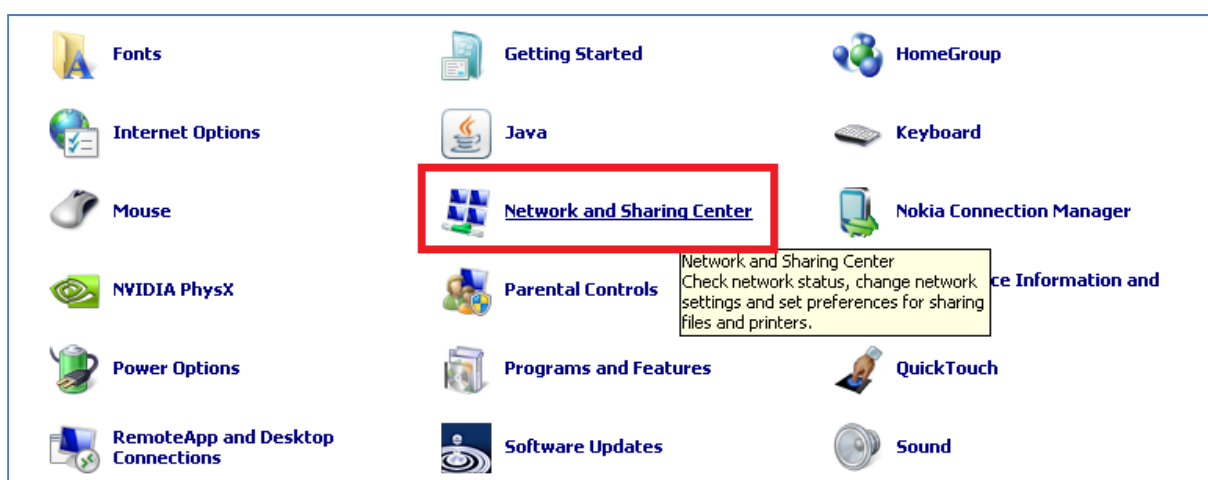 Fonts
Getting Started
HomeGroup
Internet Options
Java
Keyboard
Mouse
Network and Sharing Center
Nokia Connection Manager
Network and Sharing Center
Check network status, change network
settings and set preferences for sharing
files and printers.
NVIDIA PhysX
Parental Controls
ce Information and
Power Options
Programs and Features
QuickTouch
RemoteApp and Desktop
Connections
Software Updates
Sound